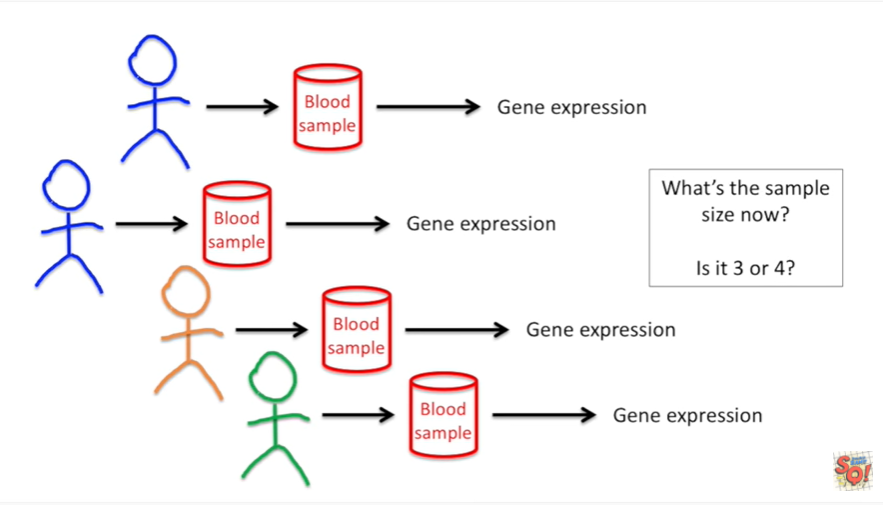 Blood
sample
Gene expression
Blood
sample
Gene expression
What's the sample
size now?
Is it 3 or 4?
Blood
sample
Gene expression
Blood
sample
Gene expression
SQ!